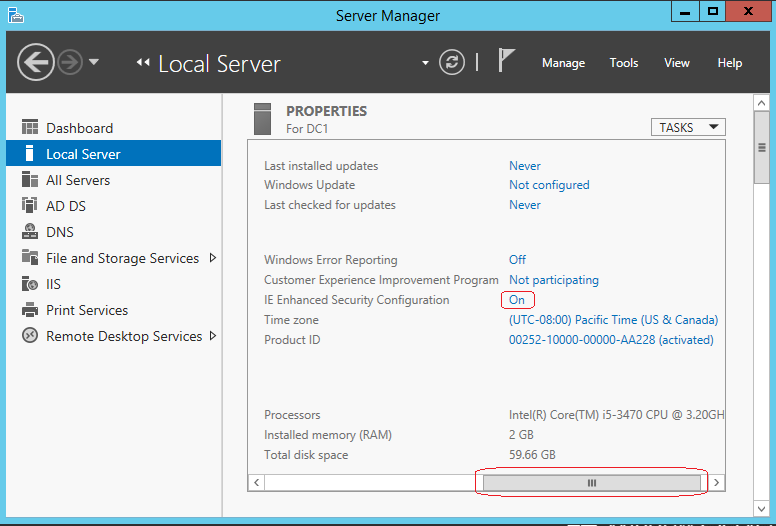 Server Manager
Local Server
Manage Tools View Help
Dashboard
Local Server
All Servers
AD DS
DNS
File and Storage Services
IIS
Print Services
Remote Desktop Services
PROPERTIES
For DC1
TASKS
Last installed updates Never
Windows Update Not configured
Last checked for updates Never
Windows Error Reporting Off
Customer Experience Improvement Program Not participating
IE Enhanced Security Configuration On
Time zone (UTC-08:00) Pacific Time (US & Canada)
Product ID 00252-10000-00000-AA228 (activated)
Processors Intel(R) Core(TM) i5-3470 CPU @ 3.20GH
Installed memory (RAM) 2 GB
Total disk space 59.66 GB